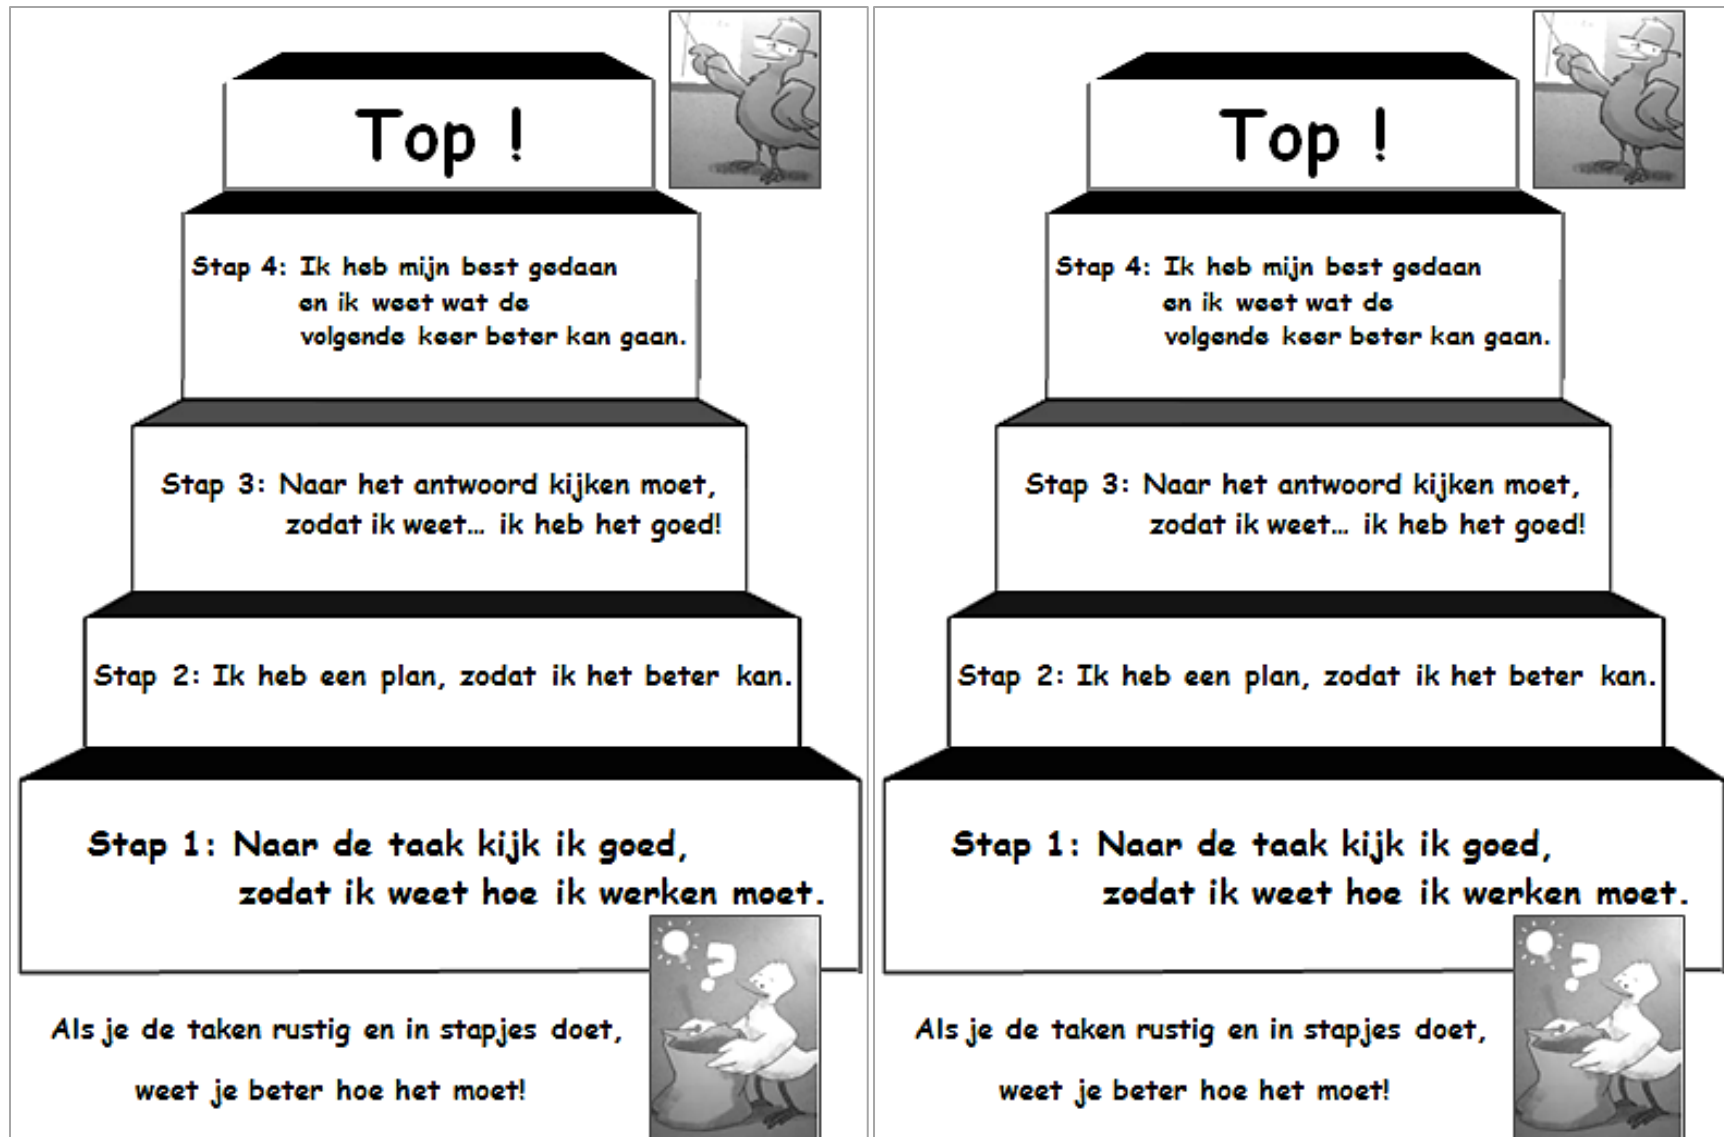 Top !
Stap 4: Ik heb mijn best gedaan
en ik weet wat de
volgende keer beter kan gaan.
Stap 3: Naar het antwoord kijken moet,
zodat ik weet... ik heb het goed!
Stap 2: Ik heb een plan, zodat ik het beter kan.
Stap 1: Naar de taak kijk ik goed,
zodat ik weet hoe ik werken moet.
Als je de taken rustig en in stapjes doet,
weet je beter hoe het moet!
Top !
Stap 4: Ik heb mijn best gedaan
en ik weet wat de
volgende keer beter kan gaan.
Stap 3: Naar het antwoord kijken moet,
zodat ik weet... ik heb het goed!
Stap 2: Ik heb een plan, zodat ik het beter kan.
Stap 1: Naar de taak kijk ik goed,
zodat ik weet hoe ik werken moet.
Als je de taken rustig en in stapjes doet,
weet je beter hoe het moet!